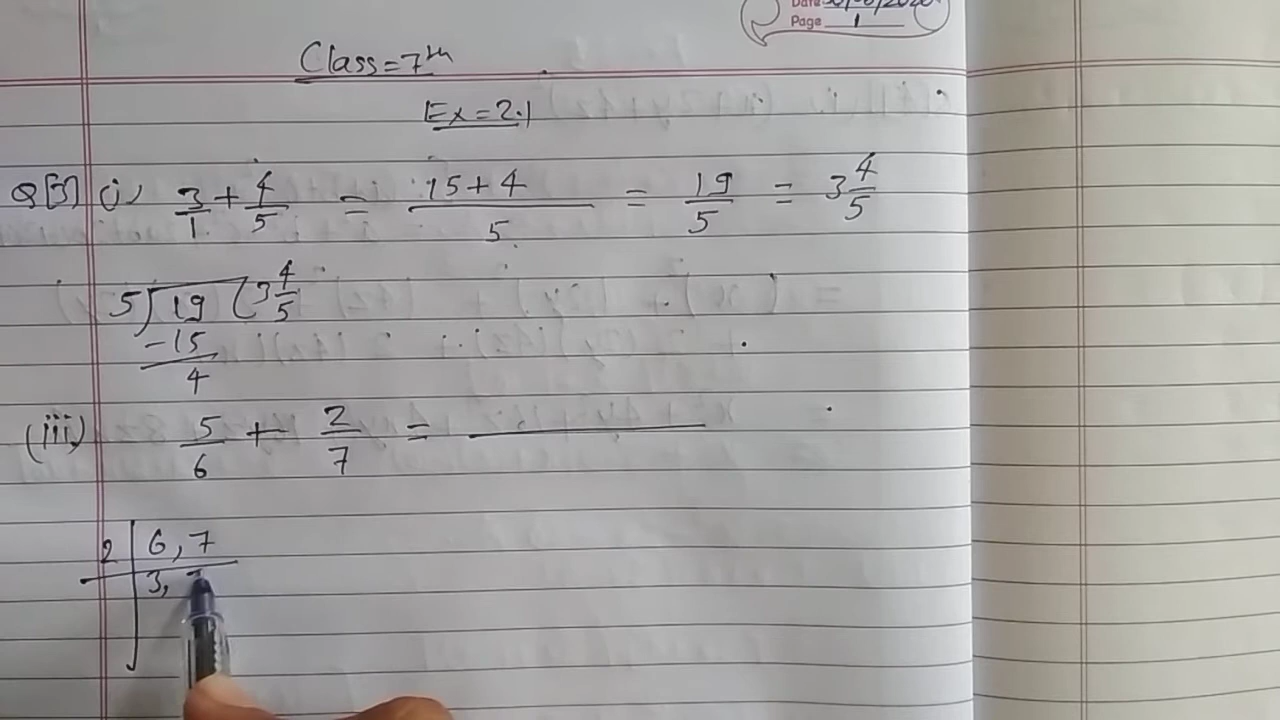 Date
Page 1
Class = 7th
Ex = 2.1
Q[3] (i) 3/1 + 4/5 = 15 + 4/5 = 19/5 = 3 4/5
5) 19 (3 4/5
-15
4
(iii) 5/6 + 2/7 =
2 | 6, 7
3,